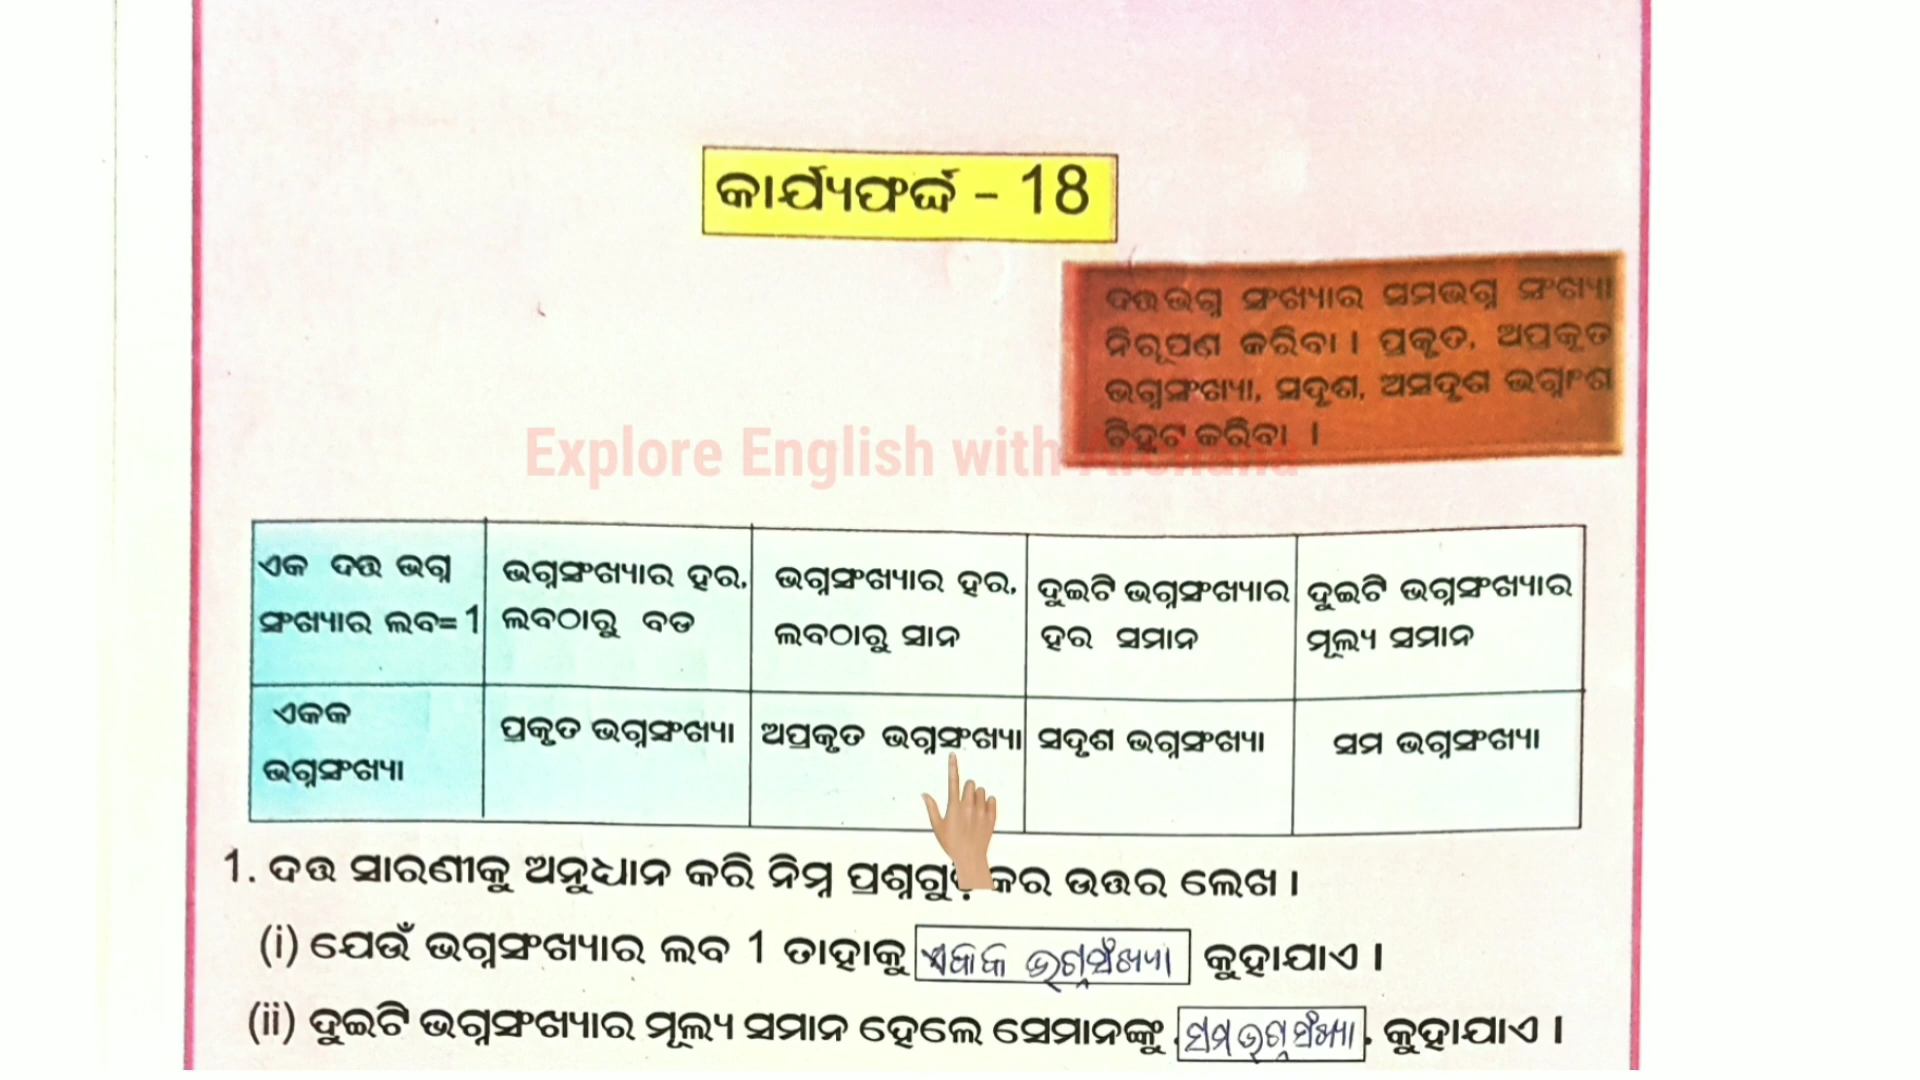 କାର୍ଯ୍ୟଫର୍ଦ୍ଦ – 18
ଦତ୍ତ ଭଗ୍ନ ସଂଖ୍ୟାର ସମଭଗ୍ନ ସଂଖ୍ୟା
ନିରୂପଣ କରିବା । ପ୍ରକୃତ, ଅପ୍ରକୃତ
ଭଗ୍ନସଂଖ୍ୟା, ସଦୃଶ, ଅସଦୃଶ ଭଗ୍ନାଂଶ
ଚିହ୍ନଟ କରିବା ।
Explore English with Archana
ଏକ ଦତ୍ତ ଭଗ୍ନ
ସଂଖ୍ୟାର ଲବ= 1
ଭଗ୍ନସଂଖ୍ୟାର ହର,
ଲବଠାରୁ ବଡ
ଭଗ୍ନସଂଖ୍ୟାର ହର,
ଲବଠାରୁ ସାନ
ଦୁଇଟି ଭଗ୍ନସଂଖ୍ୟାର
ହର ସମାନ
ଦୁଇଟି ଭଗ୍ନସଂଖ୍ୟାର
ମୂଲ୍ୟ ସମାନ
ଏକକ
ଭଗ୍ନସଂଖ୍ୟା
ପ୍ରକୃତ ଭଗ୍ନସଂଖ୍ୟା
ଅପ୍ରକୃତ ଭଗ୍ନସଂଖ୍ୟା
ସଦୃଶ ଭଗ୍ନସଂଖ୍ୟା
ସମ ଭଗ୍ନସଂଖ୍ୟା
1. ଦତ୍ତ ସାରଣୀକୁ ଅନୁଧ୍ୟାନ କରି ନିମ୍ନ ପ୍ରଶ୍ନଗୁଡ଼ିକର ଉତ୍ତର ଲେଖ ।
(i) ଯେଉଁ ଭଗ୍ନସଂଖ୍ୟାର ଲବ 1 ତାହାକୁ ଏକକ ଭଗ୍ନସଂଖ୍ୟା କୁହାଯାଏ ।
(ii) ଦୁଇଟି ଭଗ୍ନସଂଖ୍ୟାର ମୂଲ୍ୟ ସମାନ ହେଲେ ସେମାନଙ୍କୁ ସମ ଭଗ୍ନସଂଖ୍ୟା କୁହାଯାଏ ।